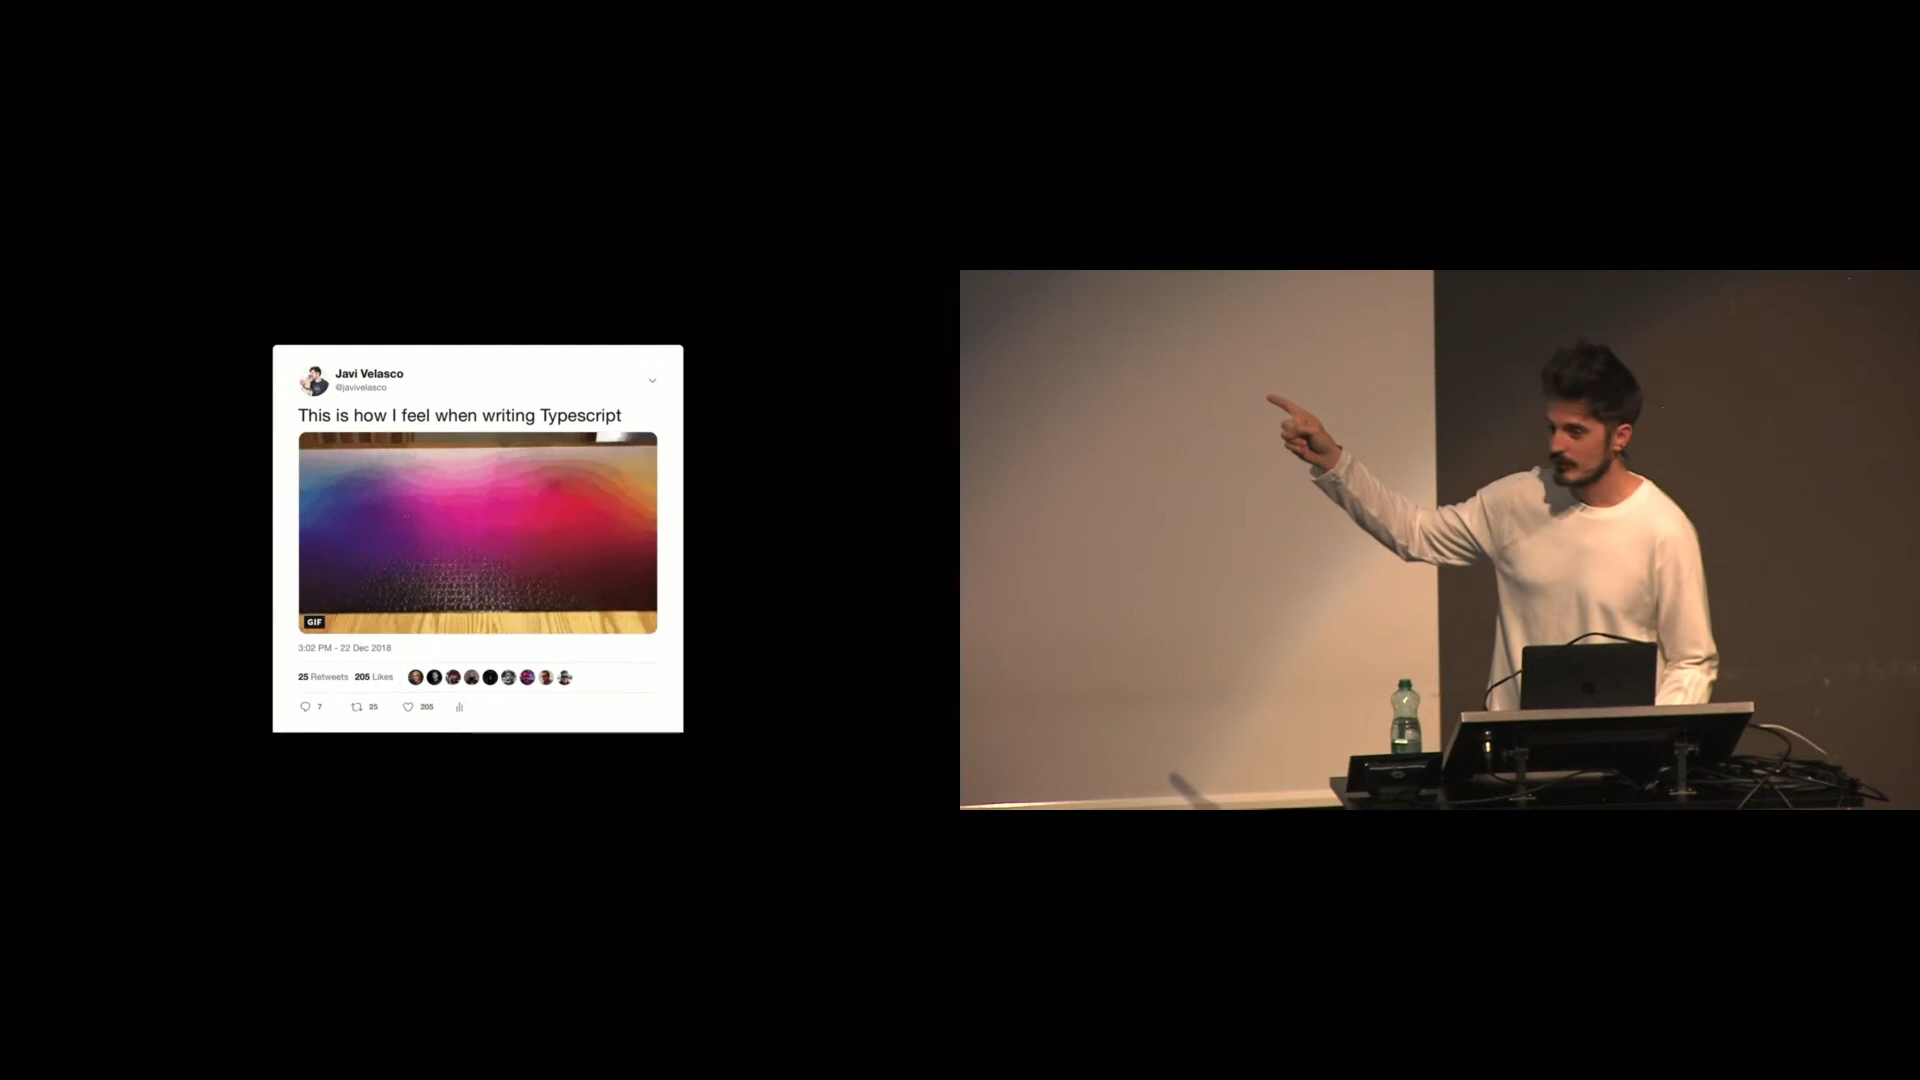 Javi Velasco
@javivelasco
This is how I feel when writing Typescript
GIF
3:02 PM - 22 Dec 2018
25 Retweets 205 Likes
7 25 205